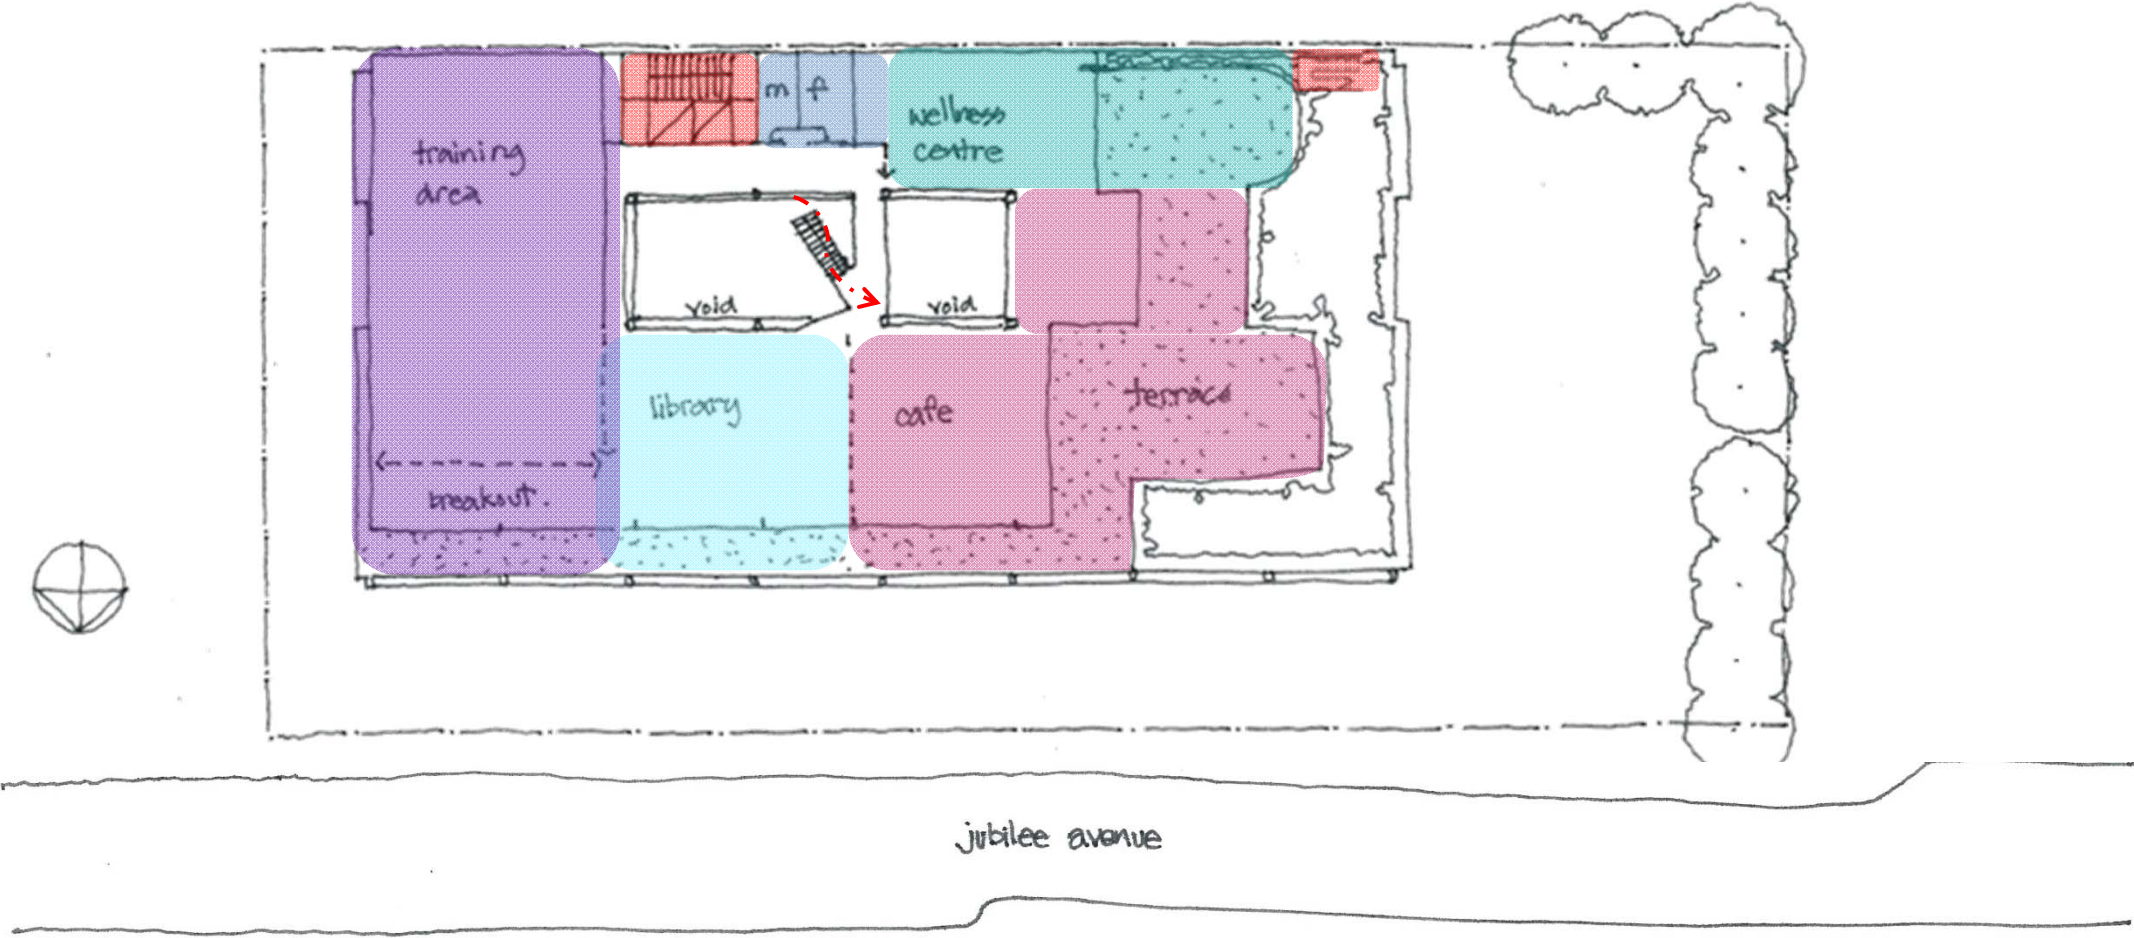 training
area
m f
wellness
centre
void
void
library
cafe
terrace
breakout.
jubilee avenue